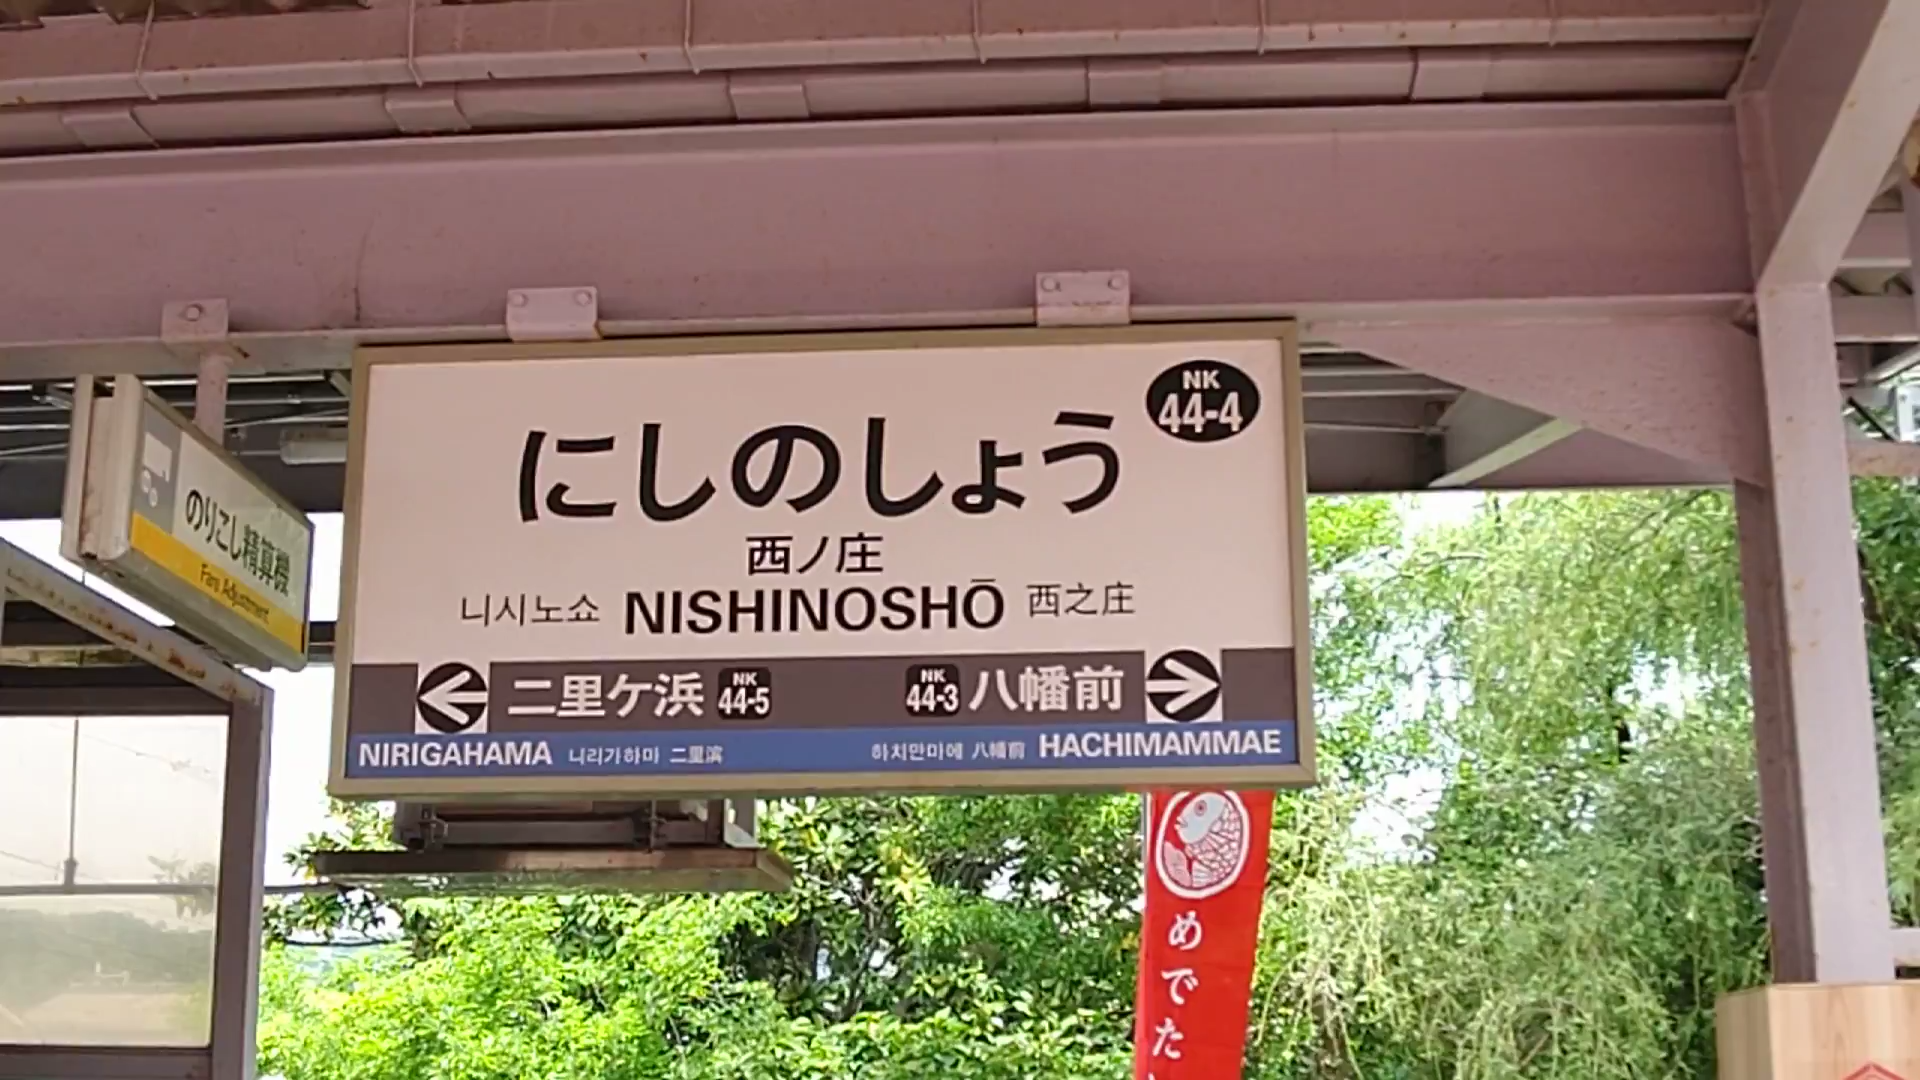 NK
44-4
にしのしょう
西ノ庄
니시노쇼 NISHINOSHŌ 西之庄
二里ケ浜 NK 44-5 NK 44-3 八幡前
NIRIGAHAMA 니리가하마 二里滨 하치만마에 八幡前 HACHIMAMMAE
のりこし精算機
Fare Adjustment
めでた